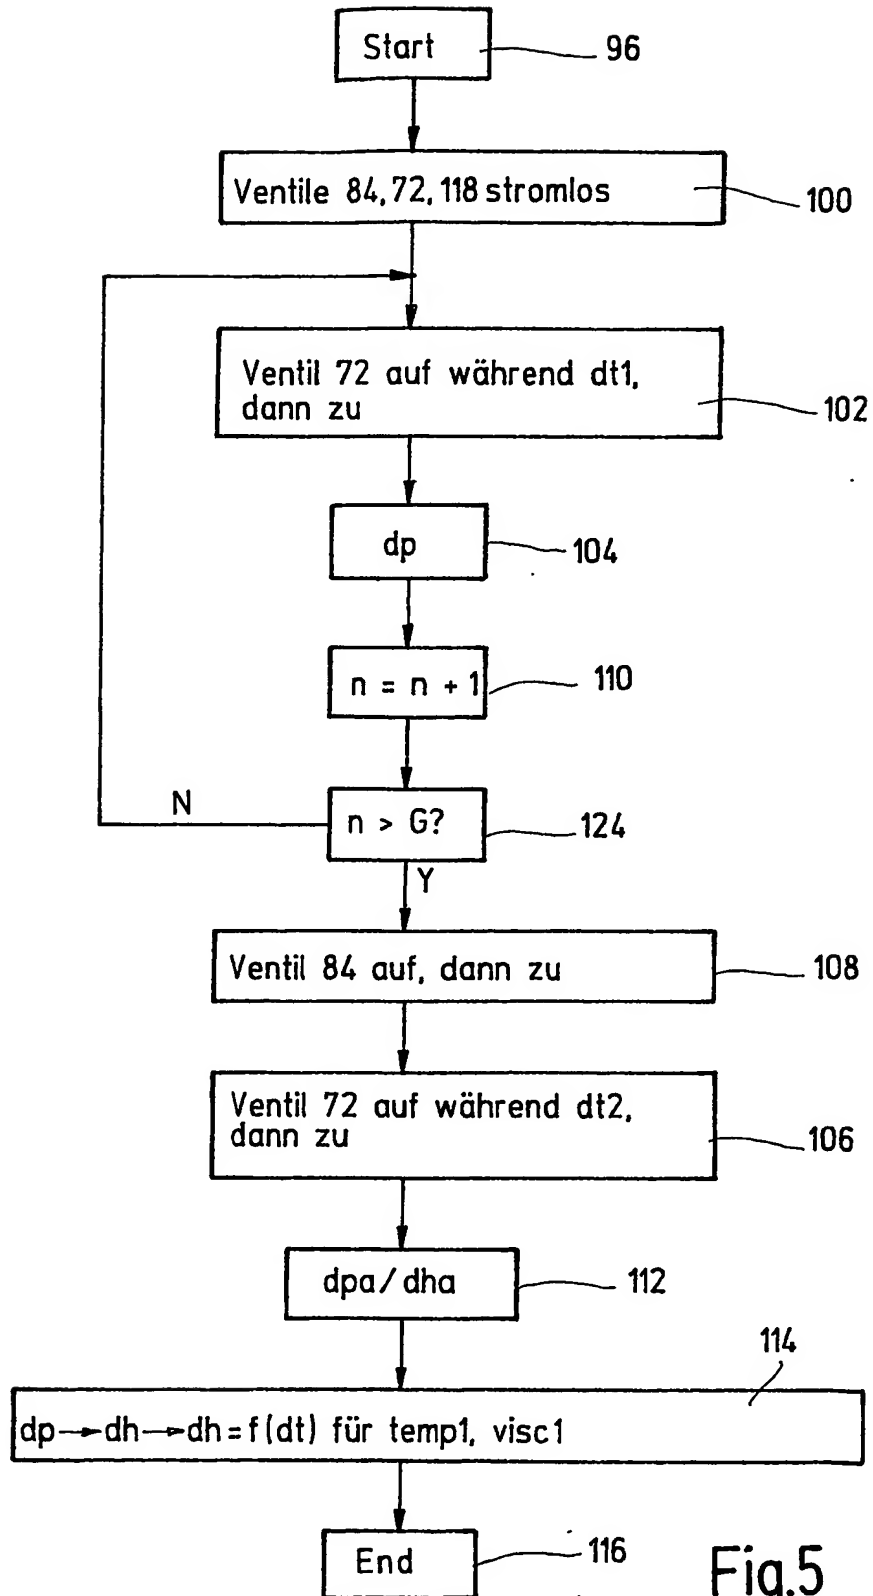 Start
96
Ventile 84, 72, 118 stromlos
100
Ventil 72 auf während dt1,
dann zu
102
dp
104
n = n + 1
110
N
n > G?
124
Y
Ventil 84 auf, dann zu
108
Ventil 72 auf während dt2,
dann zu
106
dpa/dha
112
114
dp→dh→dh=f(dt) für temp1, visc1
End
116
Fig.5